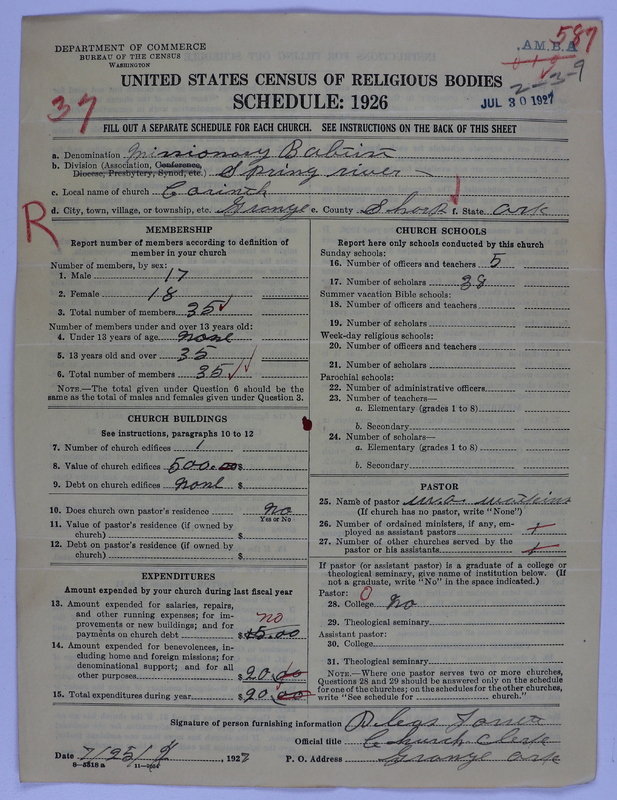 587
DEPARTMENT OF COMMERCE
BUREAU OF THE CENSUS
WASHINGTON
A.M.B.A
2-3-9
JUL 30 1927
UNITED STATES CENSUS OF RELIGIOUS BODIES
SCHEDULE: 1926
37
FILL OUT A SEPARATE SCHEDULE FOR EACH CHURCH. SEE INSTRUCTIONS ON THE BACK OF THIS SHEET
a. Denomination Missionary Babtist
b. Division (Association, Conference,
Diocese, Presbytery, Synod, etc.) Spring river
c. Local name of church Corinth
d. City, town, village, or township, etc. Grange e. County Sharp f. State Ark
R
MEMBERSHIP
Report number of members according to definition of
member in your church
Number of members, by sex:
1. Male 17
2. Female 18
3. Total number of members 35
Number of members under and over 13 years old:
4. Under 13 years of age none
5. 13 years old and over 35
6. Total number of members 35
NOTE.—The total given under Question 6 should be the
same as the total of males and females given under Question 3.
CHURCH BUILDINGS
See instructions, paragraphs 10 to 12
7. Number of church edifices 1
8. Value of church edifices 500.00 $
9. Debt on church edifices none $
10. Does church own pastor's residence no
Yes or No
11. Value of pastor's residence (if owned by
church) $
12. Debt on pastor's residence (if owned by
church) $
EXPENDITURES
Amount expended by your church during last fiscal year
13. Amount expended for salaries, repairs,
and other running expenses; for im-
provements or new buildings; and for
payments on church debt $ 15.00
no
14. Amount expended for benevolences, in-
cluding home and foreign missions; for
denominational support; and for all
other purposes $ 20.00
15. Total expenditures during year $ 20.00
CHURCH SCHOOLS
Report here only schools conducted by this church
Sunday schools:
16. Number of officers and teachers 5
17. Number of scholars 38
Summer vacation Bible schools:
18. Number of officers and teachers
19. Number of scholars
Week-day religious schools:
20. Number of officers and teachers
21. Number of scholars
Parochial schools:
22. Number of administrative officers
23. Number of teachers—
a. Elementary (grades 1 to 8)
b. Secondary
24. Number of scholars—
a. Elementary (grades 1 to 8)
b. Secondary
PASTOR
25. Name of pastor W.a. Watkins
(If church has no pastor, write "None")
26. Number of ordained ministers, if any, em-
ployed as assistant pastors
27. Number of other churches served by the
pastor or his assistants
If pastor (or assistant pastor) is a graduate of a college or
theological seminary, give name of institution below. (If
not a graduate, write "No" in the space indicated.)
Pastor: 0
28. College No
29. Theological seminary
Assistant pastor:
30. College
31. Theological seminary
NOTE.—Where one pastor serves two or more churches,
Questions 28 and 29 should be answered only on the schedule
for one of the churches; on the schedules for the other churches,
write "See schedule for church."
Signature of person furnishing information
Official title Church Clerk
Date 7/25/ , 1927 P. O. Address Grange Ark